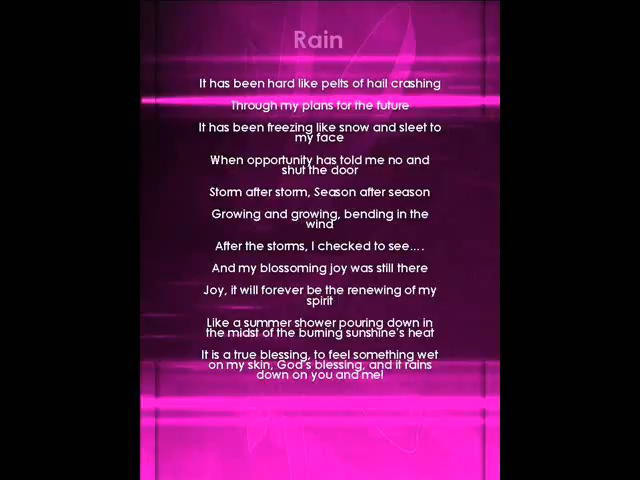 Rain
It has been hard like pelts of hail crashing
Through my plans for the future
It has been freezing like snow and sleet to
my face
When opportunity has told me no and
shut the door
Storm after storm, Season after season
Growing and growing, bending in the
wind
After the storms, I checked to see....
And my blossoming joy was still there
Joy, it will forever be the renewing of my
spirit
Like a summer shower pouring down in
the midst of the burning sunshine's heat
It is a true blessing, to feel something wet
on my skin, God's blessing, and it rains
down on you and me!